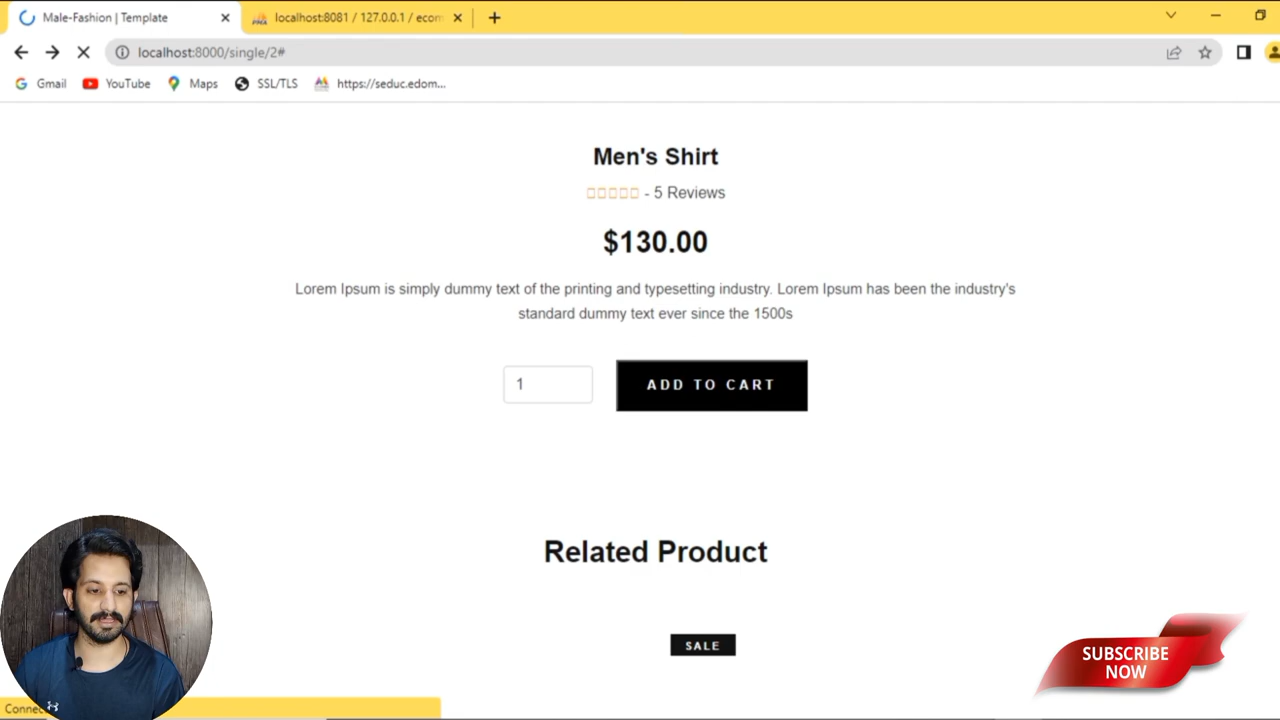 Male-Fashion | Template
localhost:8081 / 127.0.0.1 / ecom
localhost:8000/single/2#
Gmail YouTube Maps SSL/TLS https://seduc.edom...
Men's Shirt
- 5 Reviews
$130.00
Lorem Ipsum is simply dummy text of the printing and typesetting industry. Lorem Ipsum has been the industry's
standard dummy text ever since the 1500s
1
ADD TO CART
Related Product
SALE
SUBSCRIBE
NOW